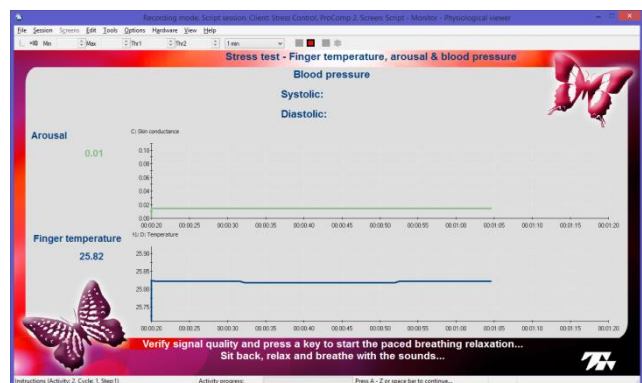 Recording mode, Script session, Client: Stress Control, ProComp 2, Screens Script - Monitor - Physiological viewer
File Session Screens Edit Tools Options Hardware View Help
Min Max Thr1 Thr2 1 min
Stress test - Finger temperature, arousal & blood pressure
Blood pressure
Systolic:
Diastolic:
Arousal
0.01
C: Skin conductance
0.10
0.08
0.06
0.04
0.02
0.00
00:00:20 00:00:25 00:00:30 00:00:35 00:00:40 00:00:45 00:00:50 00:00:55 00:01:00 00:01:05 00:01:10 00:01:15 00:01:20
Finger temperature
25.82
D: Temperature
25.90
25.85
25.80
25.75
00:00:20 00:00:25 00:00:30 00:00:35 00:00:40 00:00:45 00:00:50 00:00:55 00:01:00 00:01:05 00:01:10 00:01:15 00:01:20
Verify signal quality and press a key to start the paced breathing relaxation...
Sit back, relax and breathe with the sounds...
Instructions (Activity: 2, Cycle: 1, Step:1) Activity progress: Press A - Z or space bar to continue...